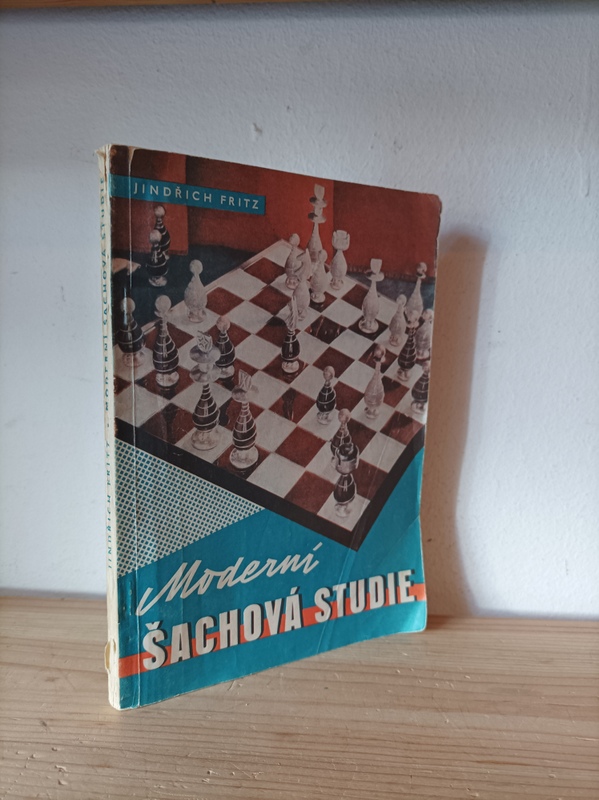 JINDŘICH FRITZ
Moderní
ŠACHOVÁ STUDIE
JINDŘICH FRITZ • MODERNÍ ŠACHOVÁ STUDIE